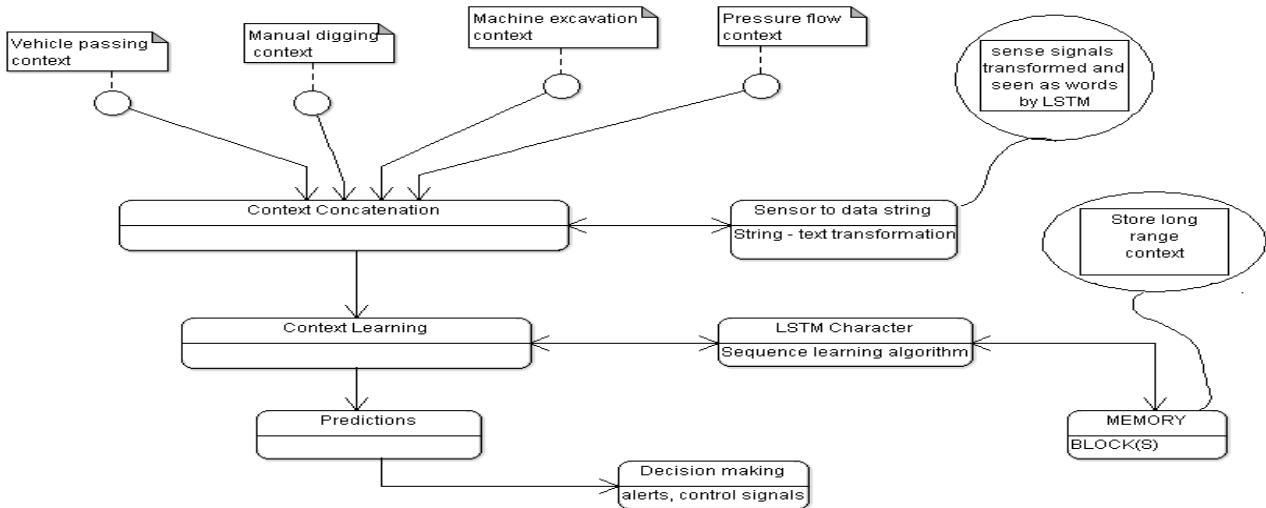 Vehicle passing
context
Manual digging
context
Machine excavation
context
Pressure flow
context
sense signals
transformed and
seen as words
by LSTM
Context Concatenation
Sensor to data string
String - text transformation
Store long
range
context
Context Learning
LSTM Character
Sequence learning algorithm
Predictions
MEMORY
BLOCK(S)
Decision making
alerts, control signals